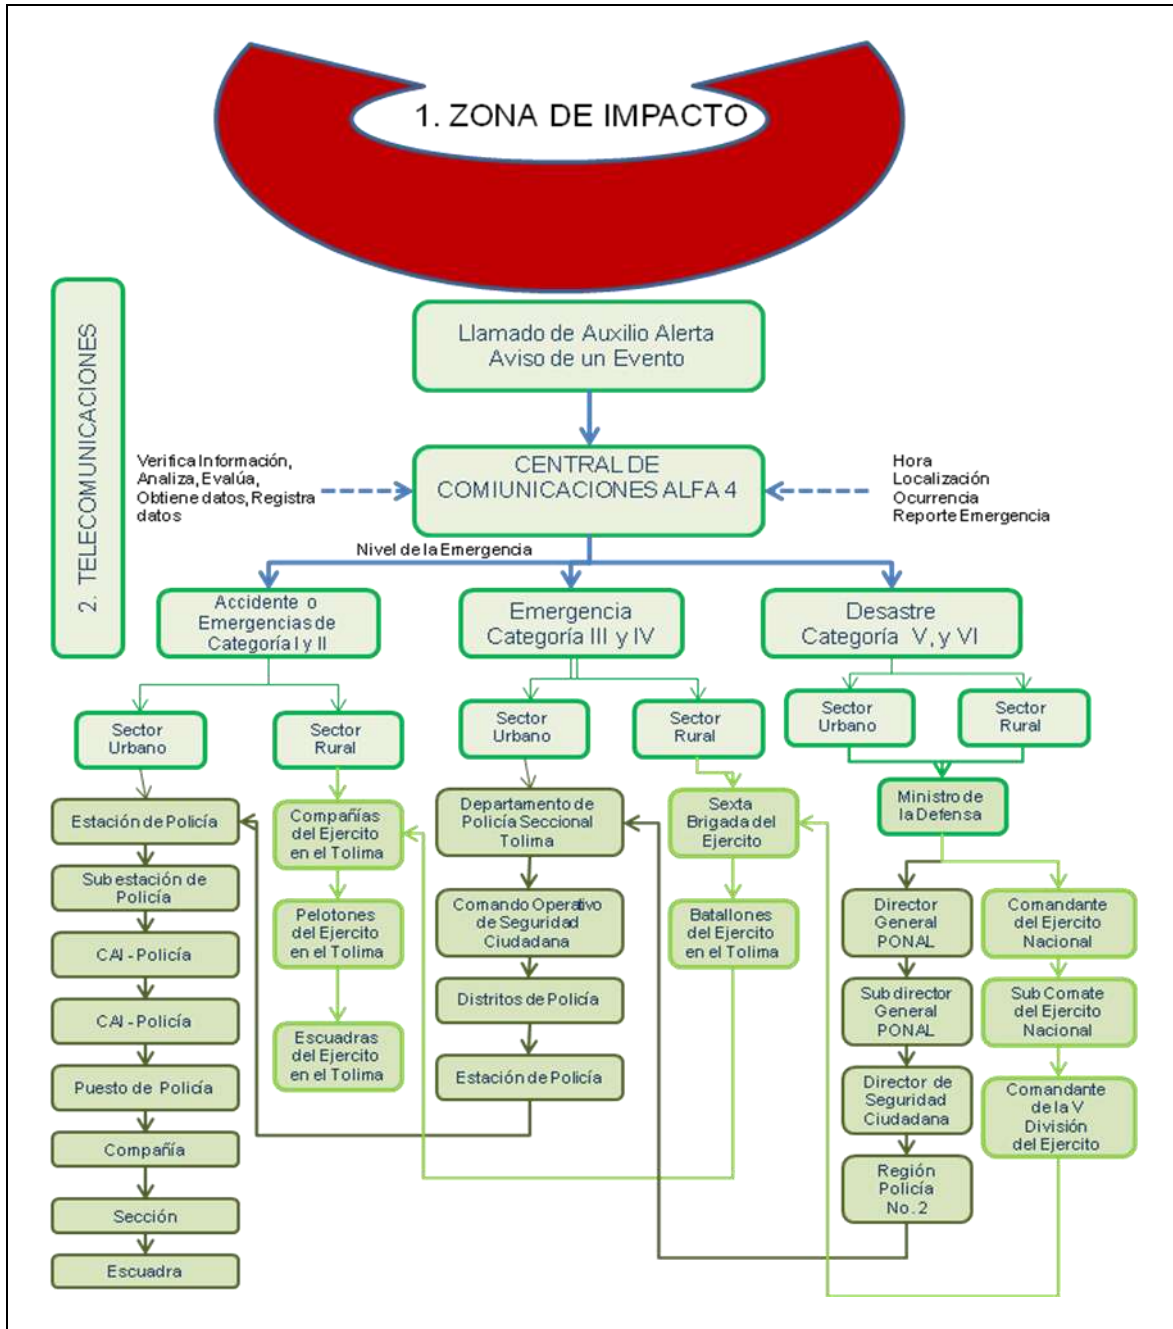 1. ZONA DE IMPACTO
2. TELECOMUNICACIONES
Llamado de Auxilio Alerta
Aviso de un Evento
Verifica Información,
Analiza, Evalúa,
Obtiene datos, Registra
datos
CENTRAL DE
COMIUNICACIONES ALFA 4
Hora
Localización
Ocurrencia
Reporte Emergencia
Nivel de la Emergencia
Accidente o
Emergencias de
Categoría I y II
Emergencia
Categoría III y IV
Desastre
Categoría V, y VI
Sector
Urbano
Sector
Rural
Sector
Urbano
Sector
Rural
Sector
Urbano
Sector
Rural
Estación de Policía
Sub estación de
Policía
CAI - Policía
CAI - Policía
Puesto de Policía
Compañía
Sección
Escuadra
Compañías
del Ejercito
en el Tolima
Pelotones
del Ejercito
en el Tolima
Escuadras
del Ejercito
en el Tolima
Departamento de
Policía Seccional
Tolima
Comando Operativo
de Seguridad
Ciudadana
Distritos de Policía
Estación de Policía
Sexta
Brigada del
Ejercito
Batallones
del Ejercito
en el Tolima
Ministro de
la Defensa
Director
General
PONAL
Sub director
General
PONAL
Director de
Seguridad
Ciudadana
Región
Policía
No. 2
Comandante
del Ejercito
Nacional
Sub Comate
del Ejercito
Nacional
Comandante
de la V
División
del Ejercito